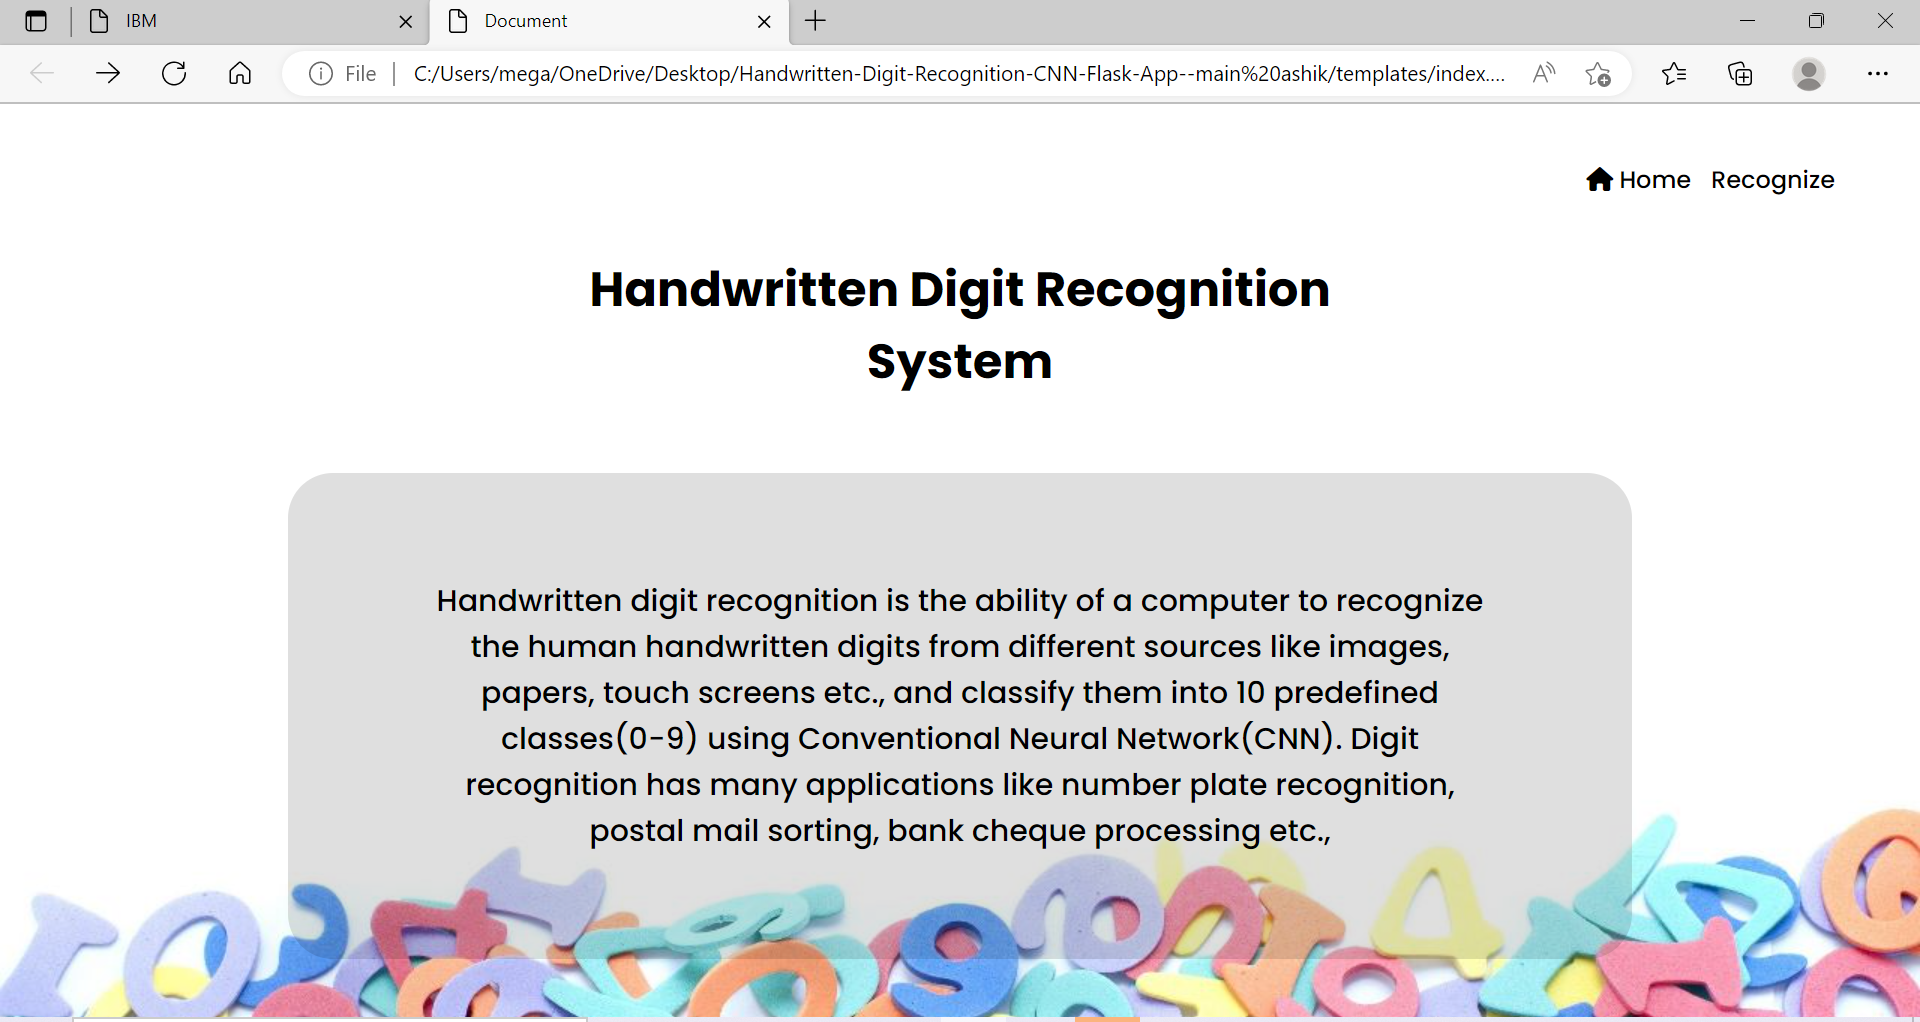 IBM
Document
File
C:/Users/mega/OneDrive/Desktop/Handwritten-Digit-Recognition-CNN-Flask-App--main%20ashik/templates/index....
Home Recognize
Handwritten Digit Recognition
System
Handwritten digit recognition is the ability of a computer to recognize
the human handwritten digits from different sources like images,
papers, touch screens etc., and classify them into 10 predefined
classes(0-9) using Conventional Neural Network(CNN). Digit
recognition has many applications like number plate recognition,
postal mail sorting, bank cheque processing etc.,